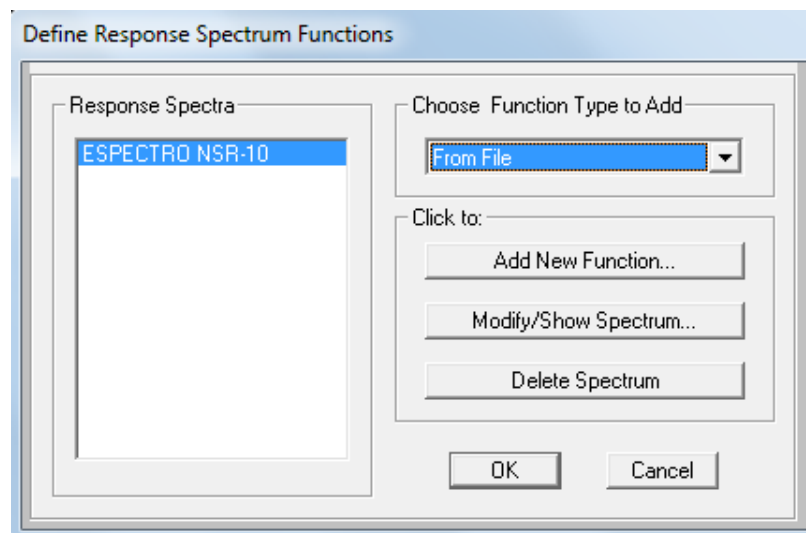 Define Response Spectrum Functions
Response Spectra
ESPECTRO NSR-10
Choose Function Type to Add
From File
Click to:
Add New Function...
Modify/Show Spectrum...
Delete Spectrum
OK
Cancel